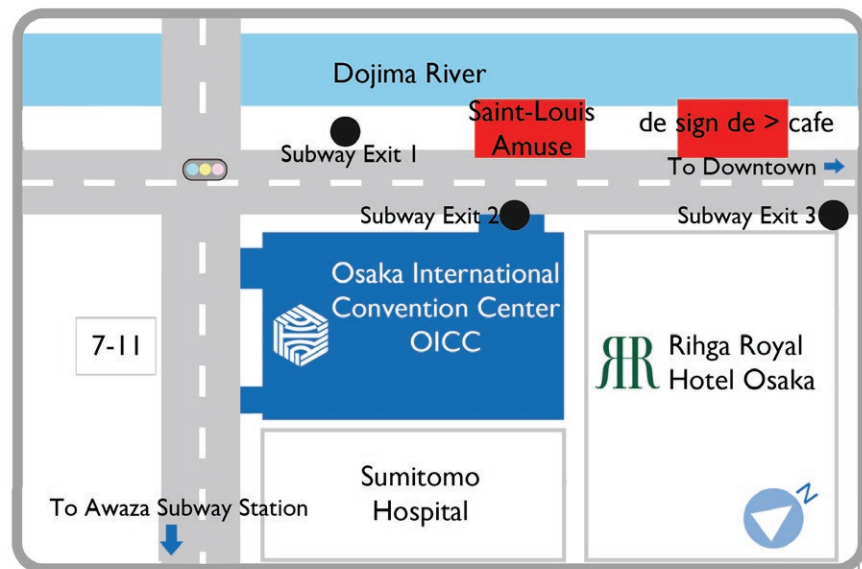 Dojima River
Saint-Louis
Amuse
de sign de > cafe
Subway Exit 1
To Downtown
Subway Exit 2
Subway Exit 3
Osaka International
Convention Center
OICC
7-11
Rihga Royal
Hotel Osaka
Sumitomo
Hospital
To Awaza Subway Station
N